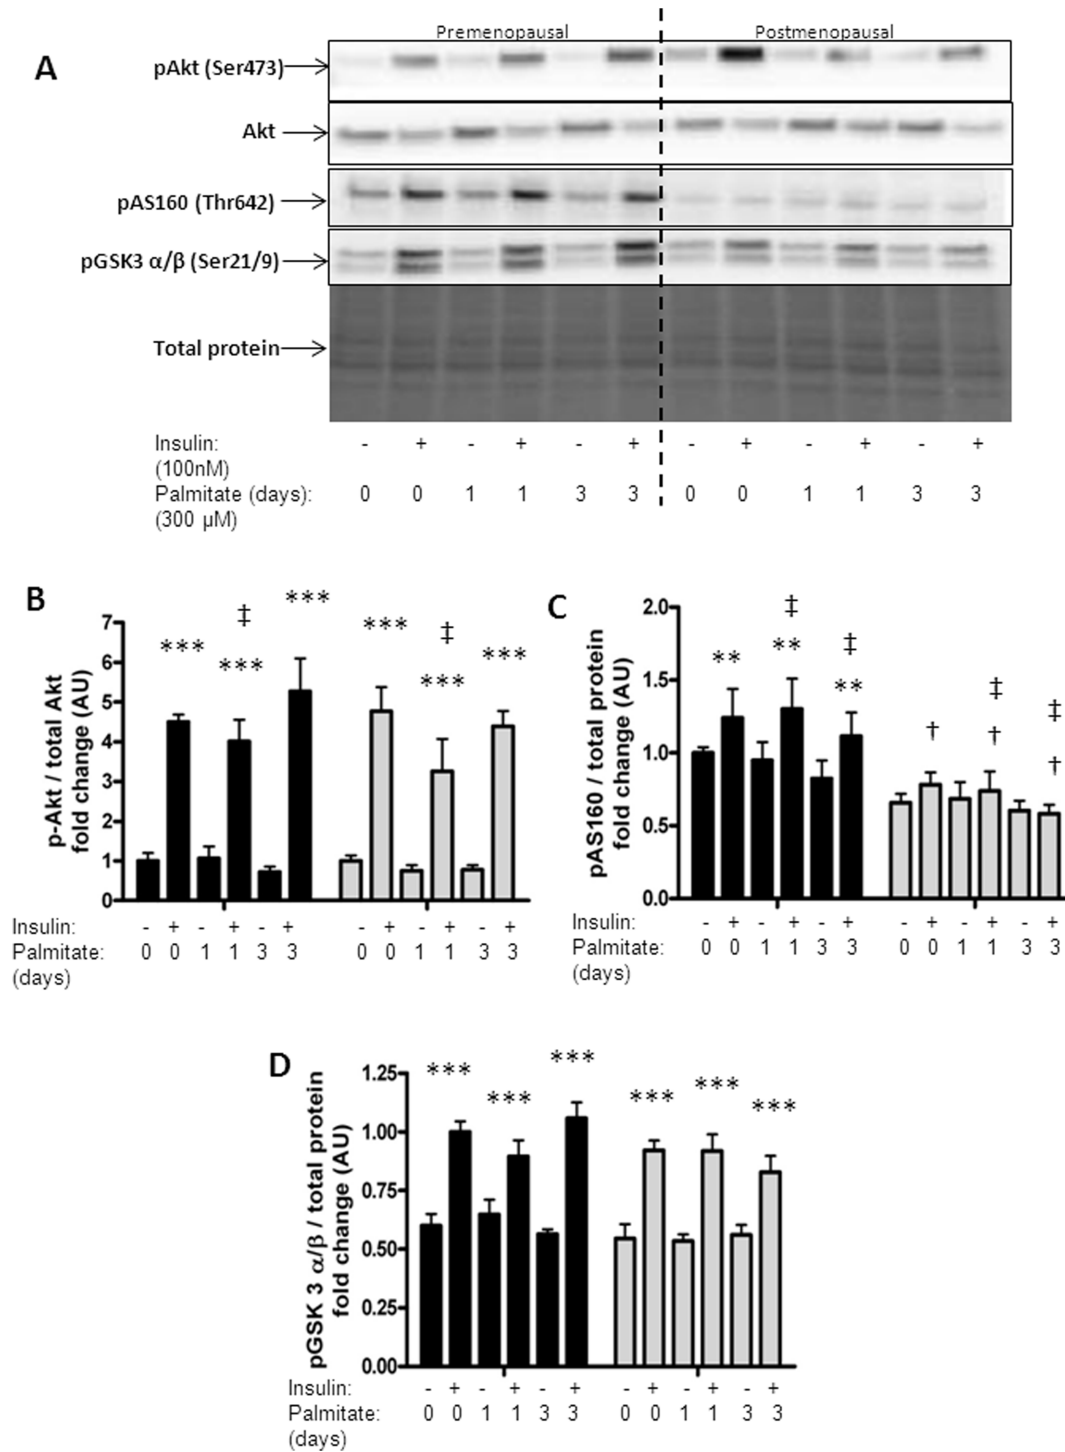 Premenopausal Postmenopausal
A
pAkt (Ser473)
Akt
pAS160 (Thr642)
pGSK3 α/β (Ser21/9)
Total protein
Insulin: - + - + - + - + - + - +
(100nM)
Palmitate (days): 0 0 1 1 3 3 0 0 1 1 3 3
(300 µM)
B
p-Akt / total Akt
fold change (AU)
7
6
5
4
3
2
1
0
*** ‡ *** *** *** ‡ *** ***
Insulin: - + - + - + - + - + - +
Palmitate: 0 0 1 1 3 3 0 0 1 1 3 3
(days)
C
pAS160 / total protein
fold change (AU)
2.0
1.5
1.0
0.5
0.0
** ‡ ** ‡ ** † ‡ † ‡ †
Insulin: - + - + - + - + - + - +
Palmitate: 0 0 1 1 3 3 0 0 1 1 3 3
(days)
D
pGSK 3 α/β / total protein
fold change (AU)
1.25
1.00
0.75
0.50
0.25
0.00
*** *** *** *** *** ***
Insulin: - + - + - + - + - + - +
Palmitate: 0 0 1 1 3 3 0 0 1 1 3 3
(days)